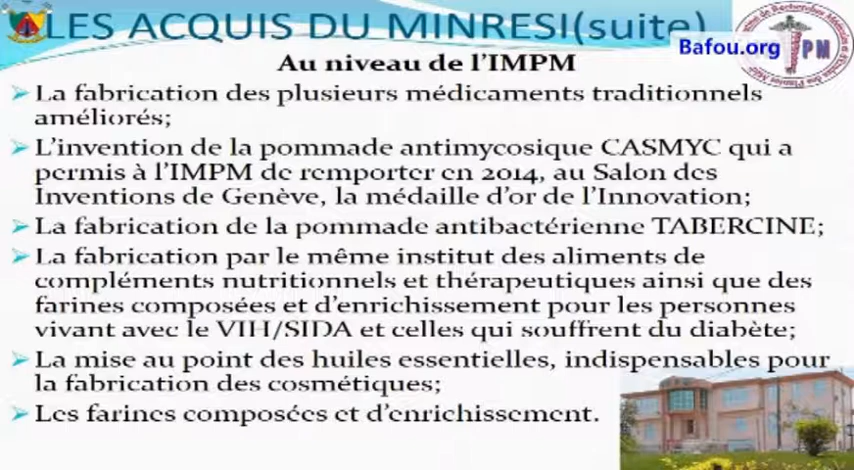 LES ACQUIS DU MINRESI(suite)
Bafou.org
PM
Au niveau de l'IMPM
La fabrication des plusieurs médicaments traditionnels
améliorés;
L'invention de la pommade antimycosique CASMYC qui a
permis à l'IMPM de remporter en 2014, au Salon des
Inventions de Genève, la médaille d'or de l'Innovation;
La fabrication de la pommade antibactérienne TABERCINE;
La fabrication par le même institut des aliments de
compléments nutritionnels et thérapeutiques ainsi que des
farines composées et d'enrichissement pour les personnes
vivant avec le VIH/SIDA et celles qui souffrent du diabète;
La mise au point des huiles essentielles, indispensables pour
la fabrication des cosmétiques;
Les farines composées et d'enrichissement.